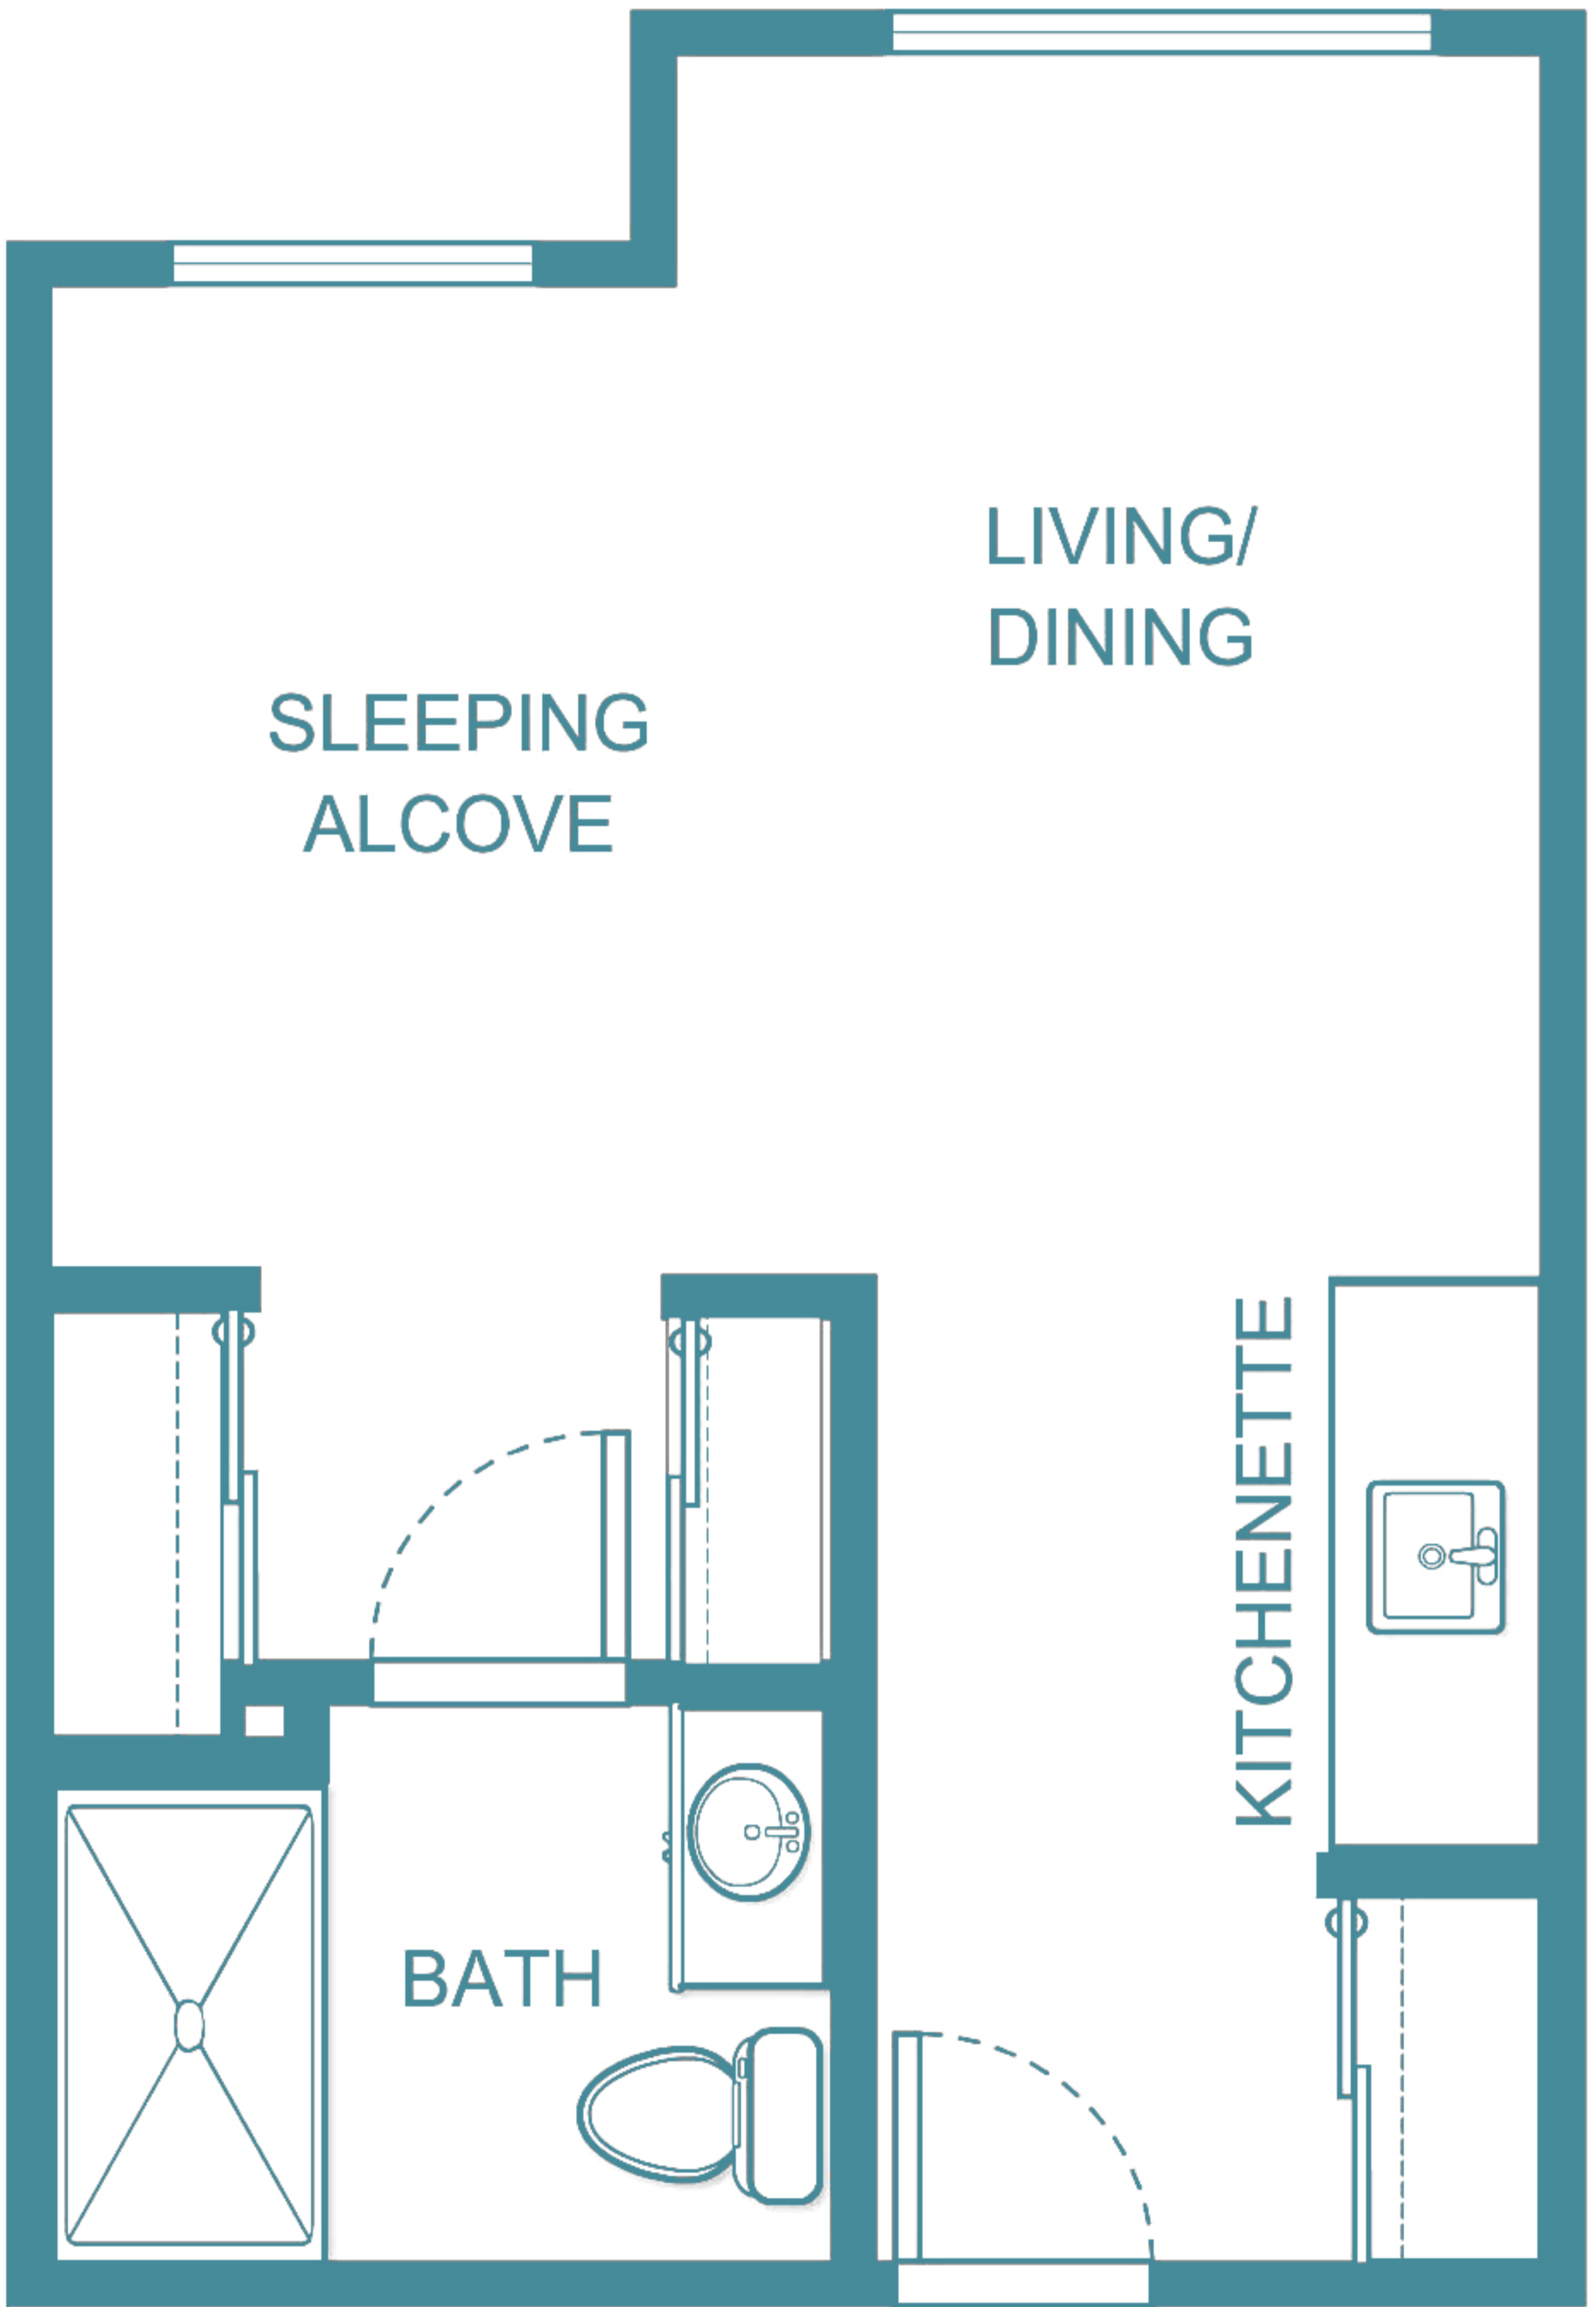 LIVING/
DINING
SLEEPING
ALCOVE
KITCHENETTE
BATH